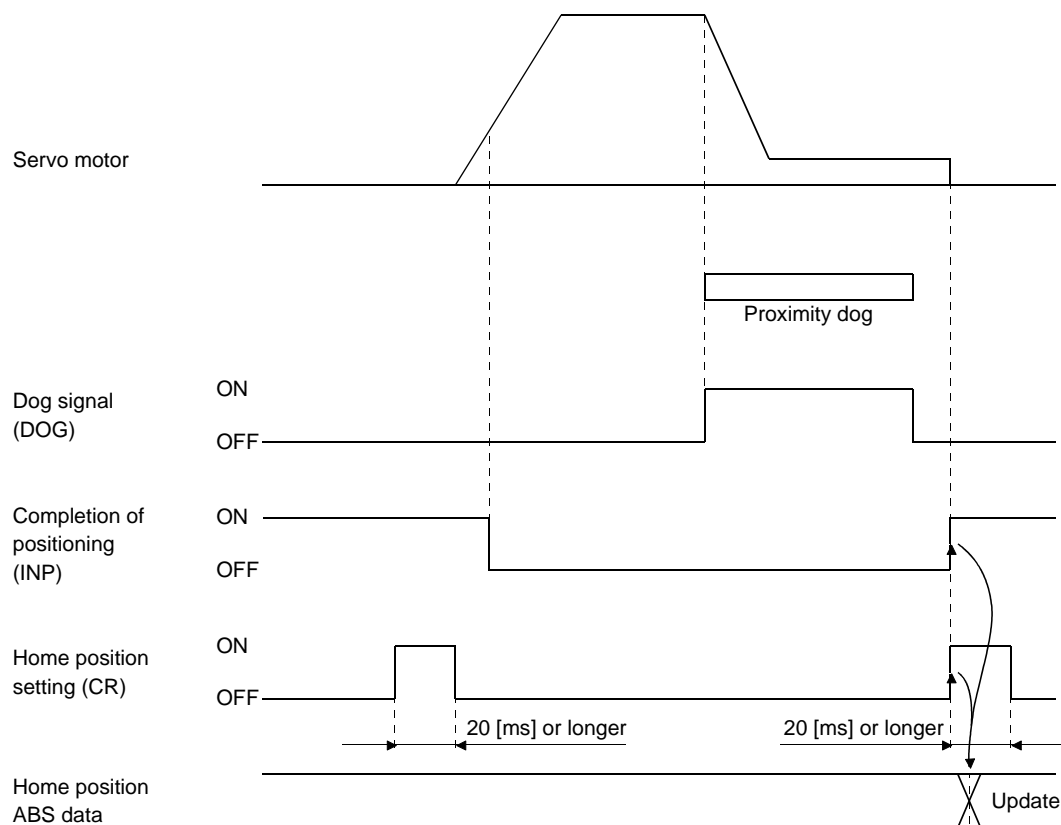 Servo motor
Proximity dog
Dog signal
(DOG)
ON
OFF
Completion of
positioning
(INP)
ON
OFF
Home position
setting (CR)
ON
OFF
20 [ms] or longer
20 [ms] or longer
Home position
ABS data
Update